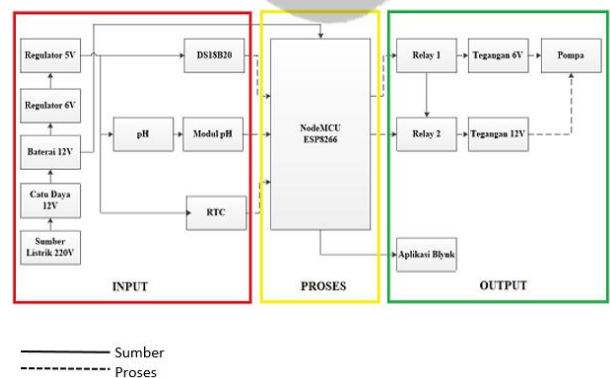 Regulator 5V
Regulator 6V
Baterai 12V
Catu Daya
12V
Sumber
Listrik 220V
DS18B20
pH
Modul pH
RTC
INPUT
NodeMCU
ESP8266
PROSES
Relay 1
Tegangan 6V
Pompa
Relay 2
Tegangan 12V
Aplikasi Blynk
OUTPUT
Sumber
Proses